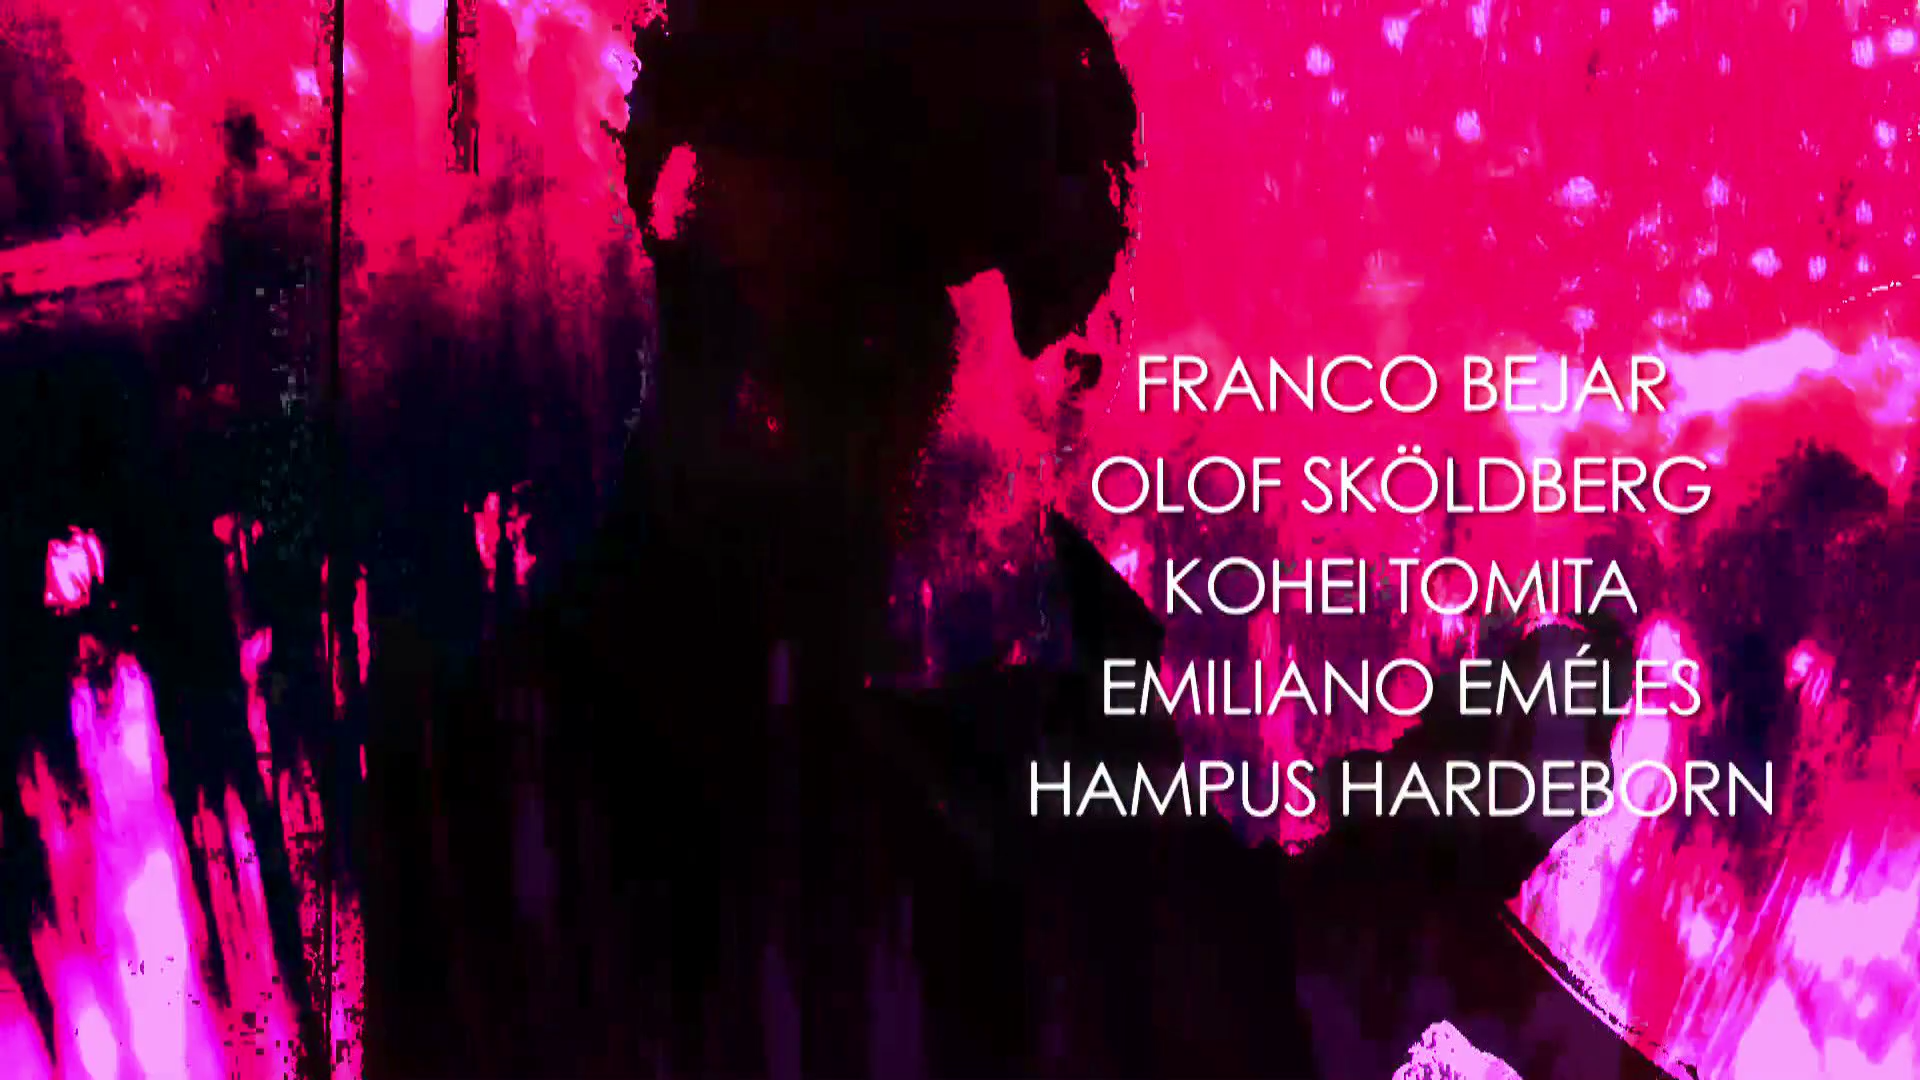 FRANCO BEJAR
OLOF SKÖLDBERG
KOHEI TOMITA
EMILIANO EMÉLES
HAMPUS HARDEBORN